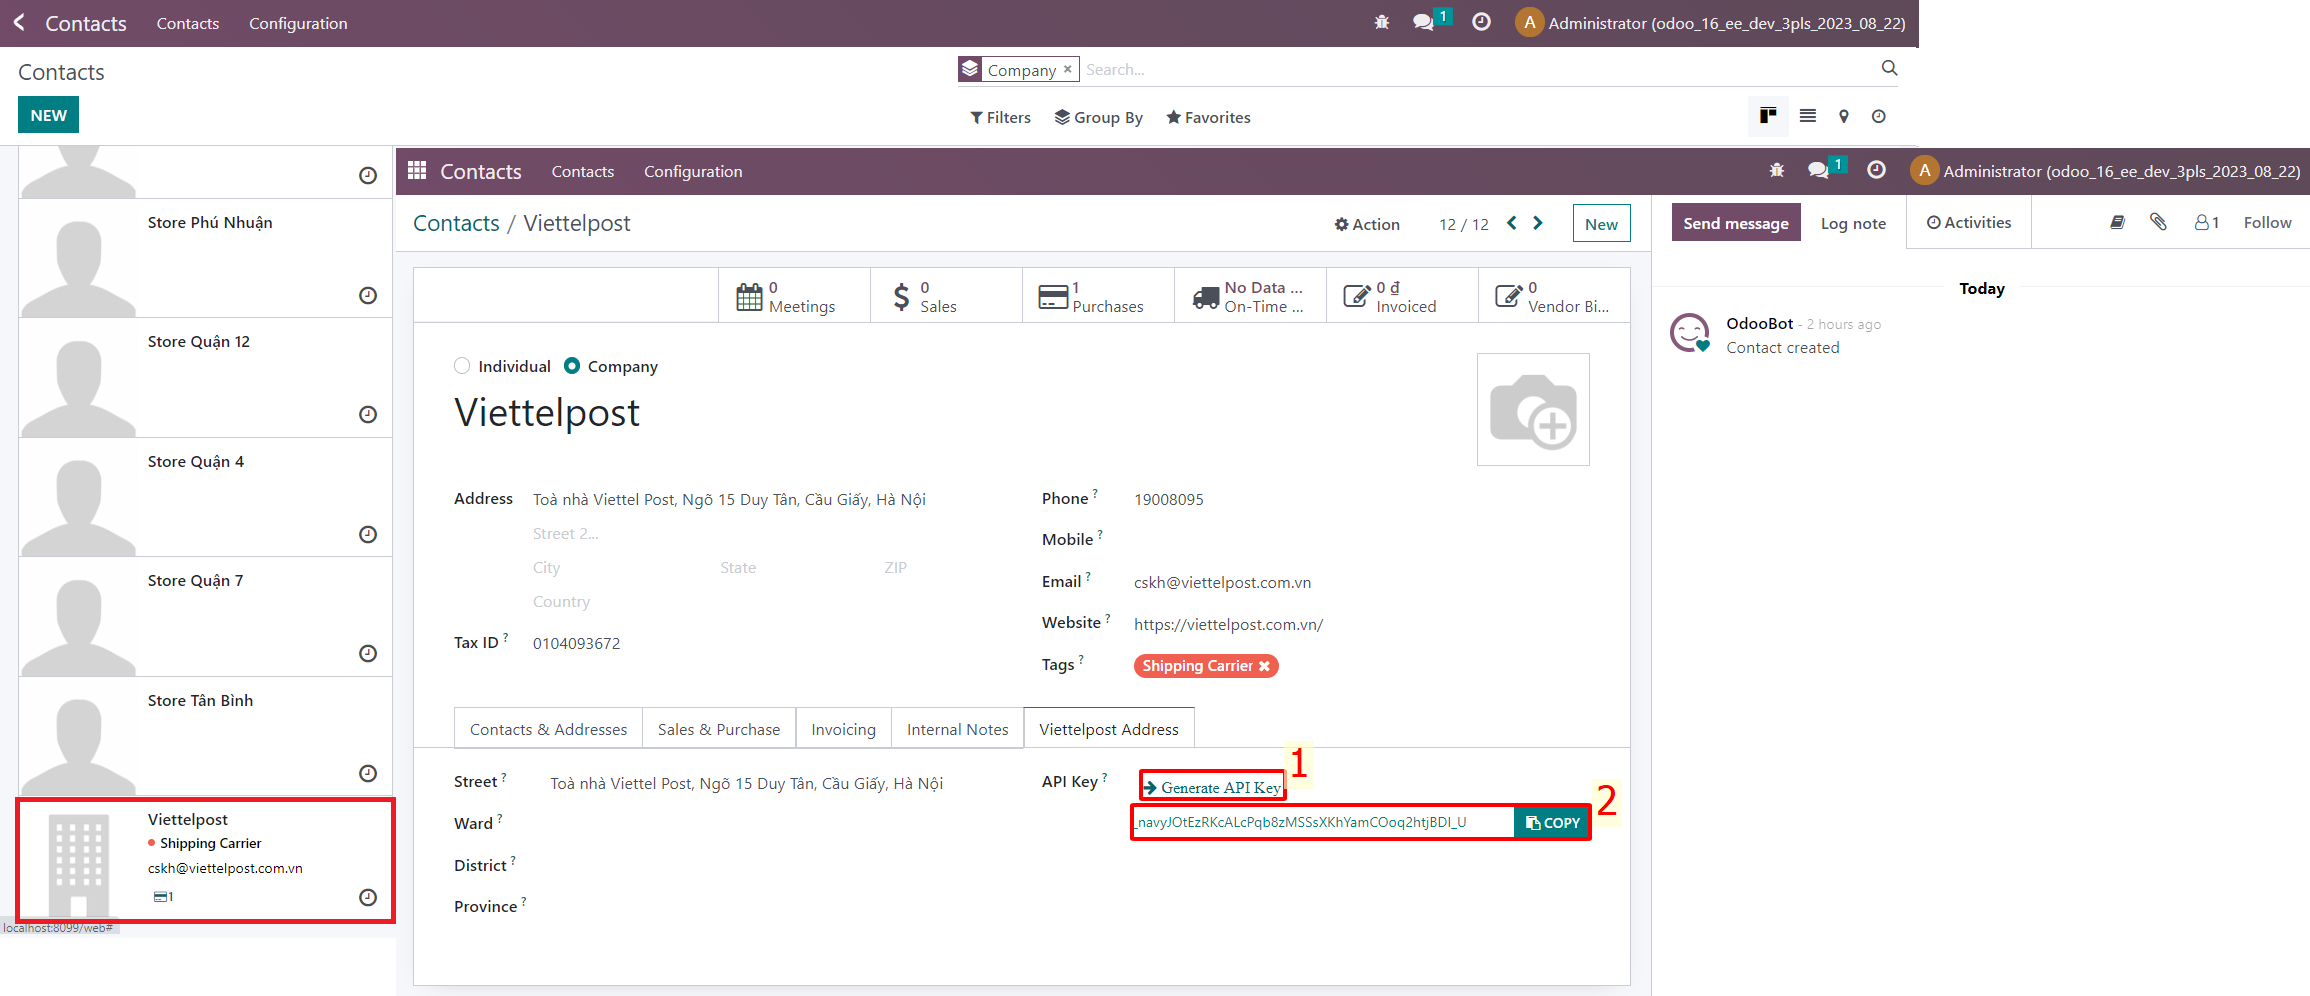 Contacts Contacts Configuration 1 A Administrator (odoo_16_ee_dev_3pls_2023_08_22)
Contacts
Company × Search...
NEW
Filters Group By Favorites
Store Phú Nhuận
Store Quận 12
Store Quận 4
Store Quận 7
Store Tân Bình
Viettelpost
Shipping Carrier
cskh@viettelpost.com.vn
1
localhost:8099/web#
Contacts Contacts Configuration 1 A Administrator (odoo_16_ee_dev_3pls_2023_08_22)
Contacts / Viettelpost
Action 12 / 12 New
0 Meetings
0 Sales
1 Purchases
No Data ... On-Time ...
0 đ Invoiced
0 Vendor Bi...
Individual Company
Viettelpost
Address Toà nhà Viettel Post, Ngõ 15 Duy Tân, Cầu Giấy, Hà Nội
Street 2...
City State ZIP
Country
Tax ID ? 0104093672
Phone ? 19008095
Mobile ?
Email ? cskh@viettelpost.com.vn
Website ? https://viettelpost.com.vn/
Tags ? Shipping Carrier ×
Contacts & Addresses Sales & Purchase Invoicing Internal Notes Viettelpost Address
Street ? Toà nhà Viettel Post, Ngõ 15 Duy Tân, Cầu Giấy, Hà Nội
Ward ?
District ?
Province ?
API Key ? Generate API Key 1
_navyJOtEzRKcALcPqb8zMSSsXKhYamCOoq2htjBDI_U COPY 2
Send message Log note Activities 1 Follow
Today
OdooBot - 2 hours ago
Contact created